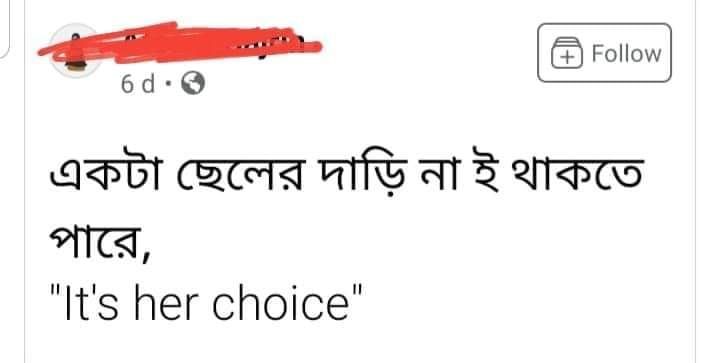 6 d
Follow
একটা ছেলের দাড়ি না ই থাকতে
পারে,
"It's her choice"